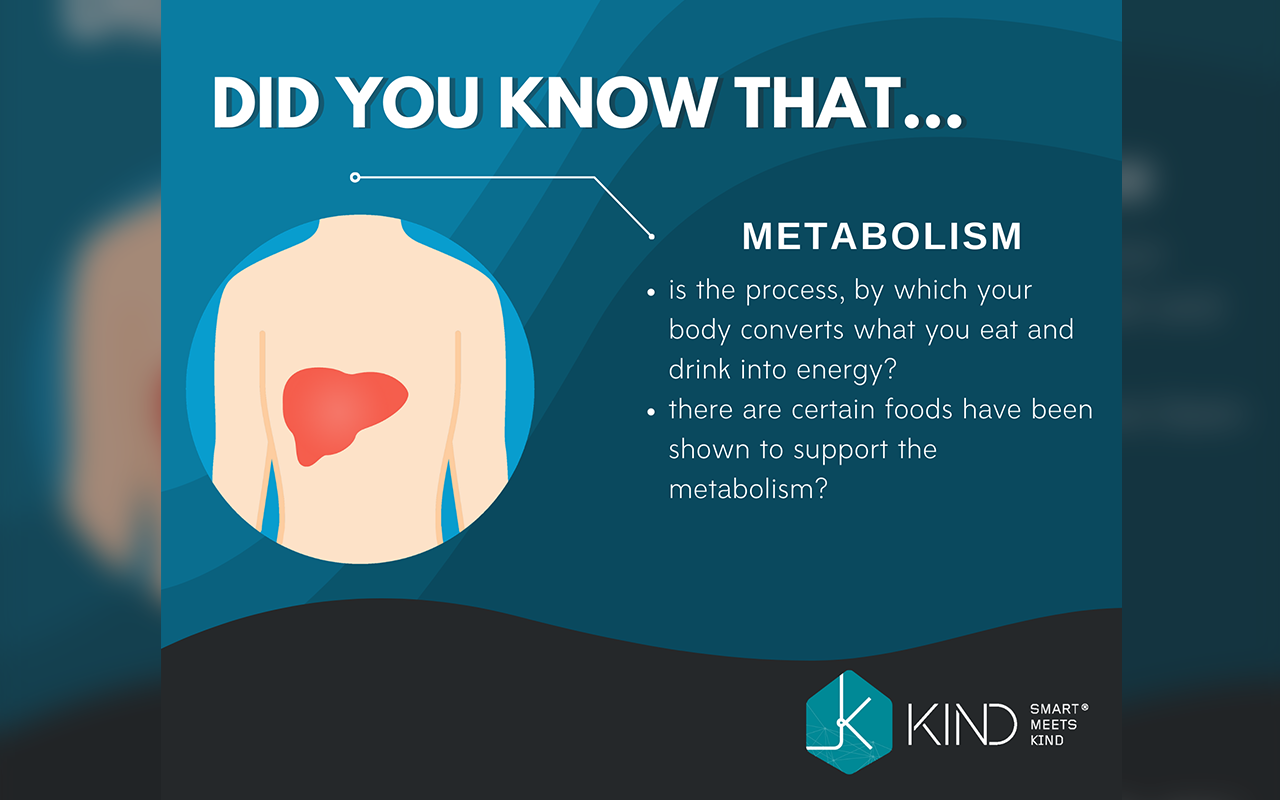 DID YOU KNOW THAT...
METABOLISM
• is the process, by which your
body converts what you eat and
drink into energy?
• there are certain foods have been
shown to support the
metabolism?
KIND
SMART®
MEETS
KIND